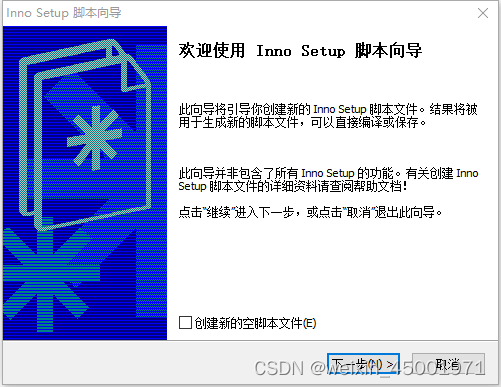 Inno Setup 脚本向导
欢迎使用 Inno Setup 脚本向导
此向导将引导你创建新的 Inno Setup 脚本文件。结果将被
用于生成新的脚本文件，可以直接编译或保存。
此向导并非包含了所有 Inno Setup 的功能。有关创建 Inno
Setup 脚本文件的详细资料请查阅帮助文档！
点击“继续”进入下一步，或点击“取消”退出此向导。
创建新的空脚本文件(E)
下一步(N) >
取消
CSDN @weixin_45001971